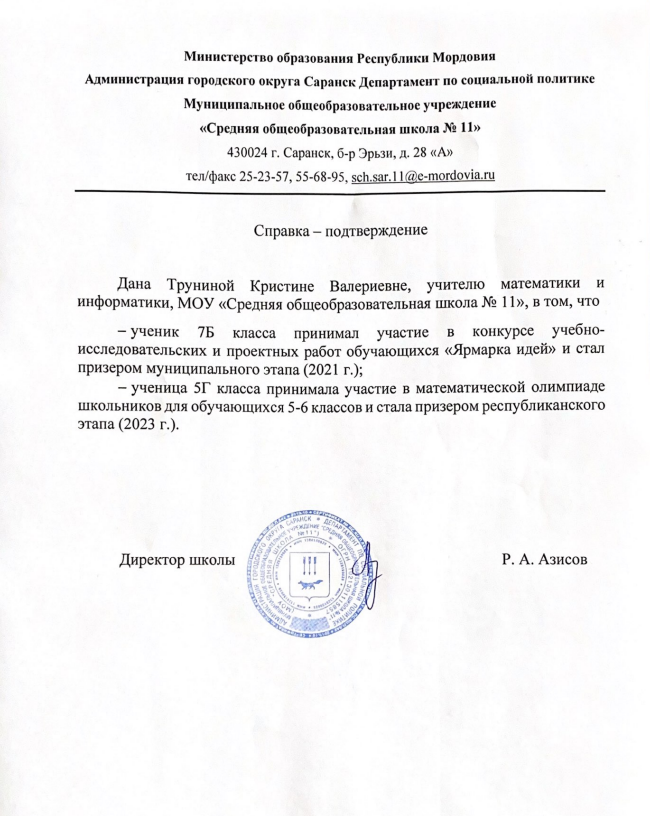 Министерство образования Республики Мордовия
Администрация городского округа Саранск Департамент по социальной политике
Муниципальное общеобразовательное учреждение
«Средняя общеобразовательная школа № 11»
430024 г. Саранск, б-р Эрьзи, д. 28 «А»
тел/факс 25-23-57, 55-68-95, sch.sar.11@e-mordovia.ru
Справка – подтверждение
Дана Труниной Кристине Валериевне, учителю математики и
информатики, МОУ «Средняя общеобразовательная школа № 11», в том, что
– ученик 7Б класса принимал участие в конкурсе учебно-
исследовательских и проектных работ обучающихся «Ярмарка идей» и стал
призером муниципального этапа (2021 г.);
– ученица 5Г класса принимала участие в математической олимпиаде
школьников для обучающихся 5-6 классов и стала призером республиканского
этапа (2023 г.).
Директор школы
Р. А. Азисов